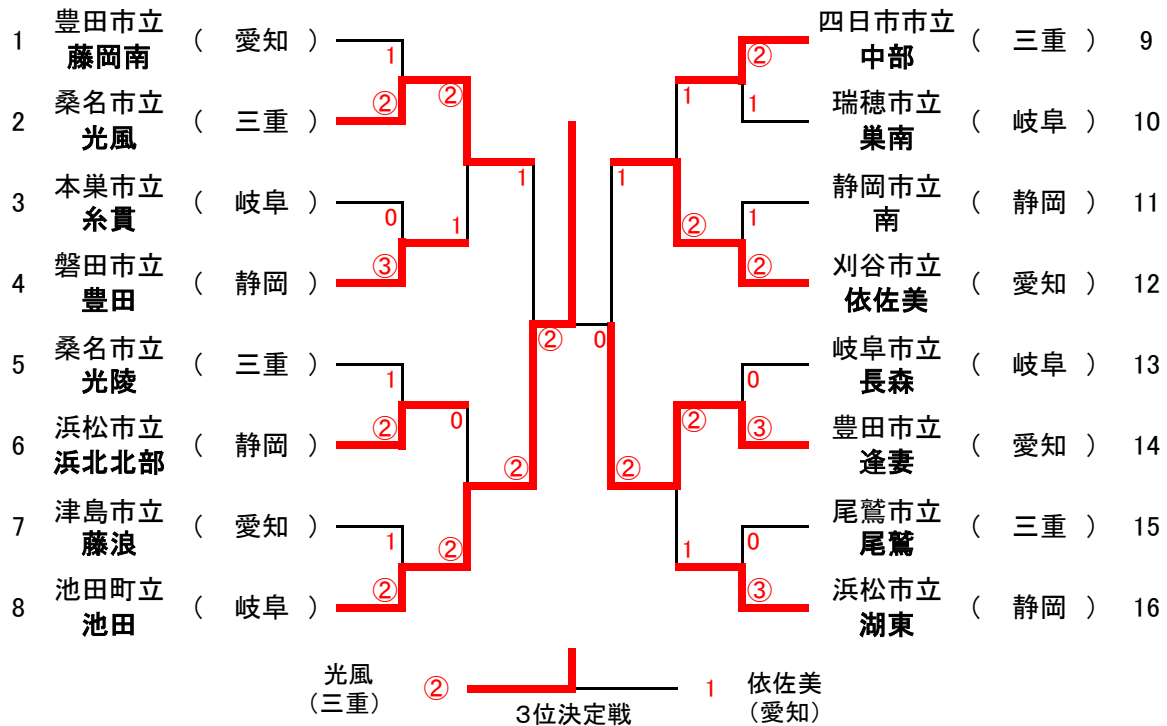 1 豊田市立 藤岡南 ( 愛知 ) 1
2 桑名市立 光風 ( 三重 ) ② ②
3 本巣市立 糸貫 ( 岐阜 ) 0
4 磐田市立 豊田 ( 静岡 ) ③ 1
1
5 桑名市立 光陵 ( 三重 ) 1
6 浜松市立 浜北北部 ( 静岡 ) ② 0
7 津島市立 藤浪 ( 愛知 ) 1
8 池田町立 池田 ( 岐阜 ) ② ②
②
② 0
四日市市立 中部 ( 三重 ) 9 ②
1
瑞穂市立 巣南 ( 岐阜 ) 10 1
静岡市立 南 ( 静岡 ) 11 1
②
刈谷市立 依佐美 ( 愛知 ) 12 ②
1
岐阜市立 長森 ( 岐阜 ) 13 0
②
豊田市立 逢妻 ( 愛知 ) 14 ③
②
尾鷲市立 尾鷲 ( 三重 ) 15 0
1
浜松市立 湖東 ( 静岡 ) 16 ③
光風
(三重)
②
3位決定戦
1
依佐美
(愛知)